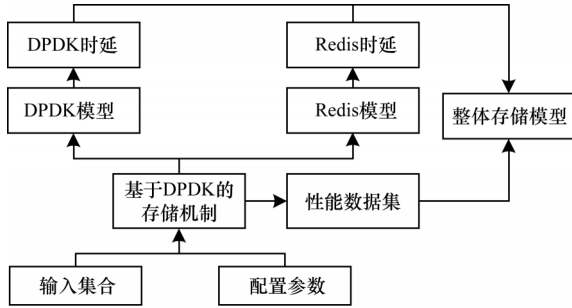 DPDK时延
Redis时延
DPDK模型
Redis模型
整体存储模型
基于DPDK的
存储机制
性能数据集
输入集合
配置参数